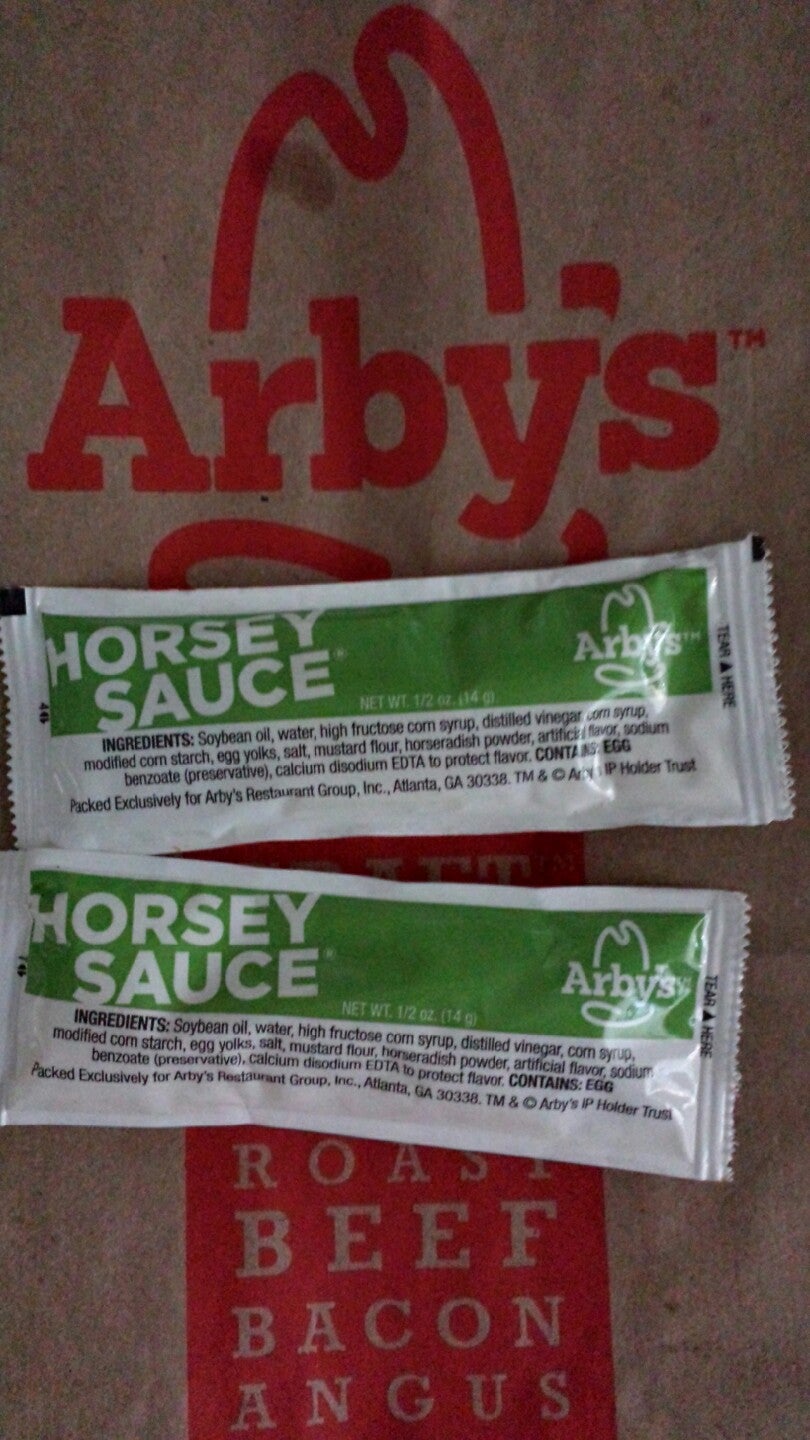 Arby's™
HORSEY
SAUCE®
NET WT. 1/2 oz. (14 g)
Arby's™
TEAR ▲ HERE
46
INGREDIENTS: Soybean oil, water, high fructose corn syrup, distilled vinegar, corn syrup,
modified corn starch, egg yolks, salt, mustard flour, horseradish powder, artificial flavor, sodium
benzoate (preservative), calcium disodium EDTA to protect flavor. CONTAINS: EGG
Packed Exclusively for Arby's Restaurant Group, Inc., Atlanta, GA 30338. TM & © Arby's IP Holder Trust
HORSEY
SAUCE®
NET WT. 1/2 oz. (14 g)
Arby's
TEAR ▲ HERE
INGREDIENTS: Soybean oil, water, high fructose corn syrup, distilled vinegar, corn syrup,
modified corn starch, egg yolks, salt, mustard flour, horseradish powder, artificial flavor, sodium
benzoate (preservative), calcium disodium EDTA to protect flavor. CONTAINS: EGG
Packed Exclusively for Arby's Restaurant Group, Inc., Atlanta, GA 30338. TM & © Arby's IP Holder Trust
ROAST
BEEF
BACON
ANGUS